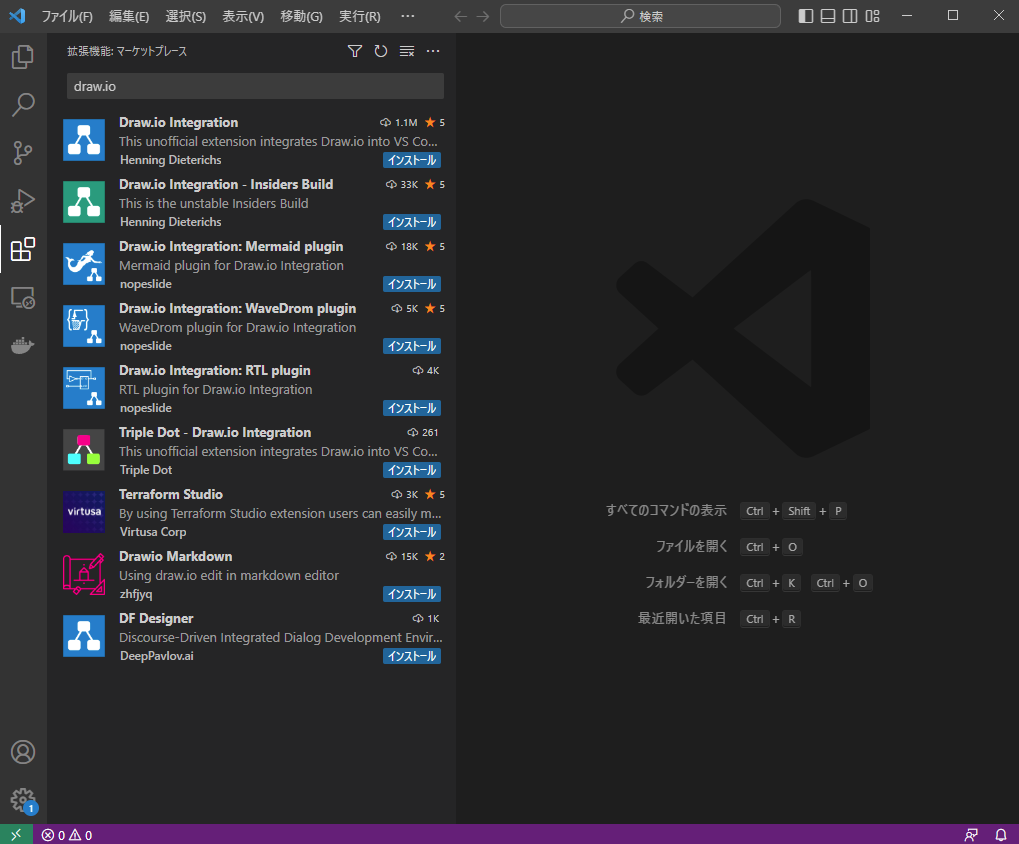 ファイル(F) 編集(E) 選択(S) 表示(V) 移動(G) 実行(R) ··· 検索
拡張機能: マーケットプレース
draw.io
Draw.io Integration 1.1M 5
This unofficial extension integrates Draw.io into VS Co...
Henning Dieterichs インストール
Draw.io Integration - Insiders Build 33K 5
This is the unstable Insiders Build
Henning Dieterichs インストール
Draw.io Integration: Mermaid plugin 18K 5
Mermaid plugin for Draw.io Integration
nopeslide インストール
Draw.io Integration: WaveDrom plugin 5K 5
WaveDrom plugin for Draw.io Integration
nopeslide インストール
Draw.io Integration: RTL plugin 4K
RTL plugin for Draw.io Integration
nopeslide インストール
Triple Dot - Draw.io Integration 261
This unofficial extension integrates Draw.io into VS Co...
Triple Dot インストール
virtusa
Terraform Studio 3K 5
By using Terraform Studio extension users can easily m...
Virtusa Corp インストール
Drawio Markdown 15K 2
Using draw.io edit in markdown editor
zhfjyq インストール
DF Designer 1K
Discourse-Driven Integrated Dialog Development Envir...
DeepPavlov.ai インストール
すべてのコマンドの表示 Ctrl + Shift + P
ファイルを開く Ctrl + O
フォルダーを開く Ctrl + K Ctrl + O
最近開いた項目 Ctrl + R
1
0 0